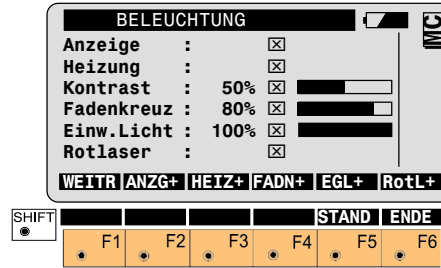 BELEUCHTUNG
MC
Anzeige : ☒
Heizung : ☒
Kontrast : 50% ☒
Fadenkreuz : 80% ☒
Einw.Licht : 100% ☒
Rotlaser : ☒
WEITR ANZG+ HEIZ+ FADN+ EGL+ RotL+
SHIFT STAND ENDE
F1 F2 F3 F4 F5 F6